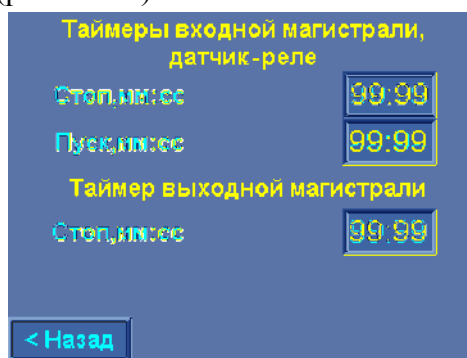 Таймеры входной магистрали,
датчик-реле
Стоп,мм:сс 99:99
Пуск,мм:сс 99:99
Таймер выходной магистрали
Стоп,мм:сс 99:99
< Назад